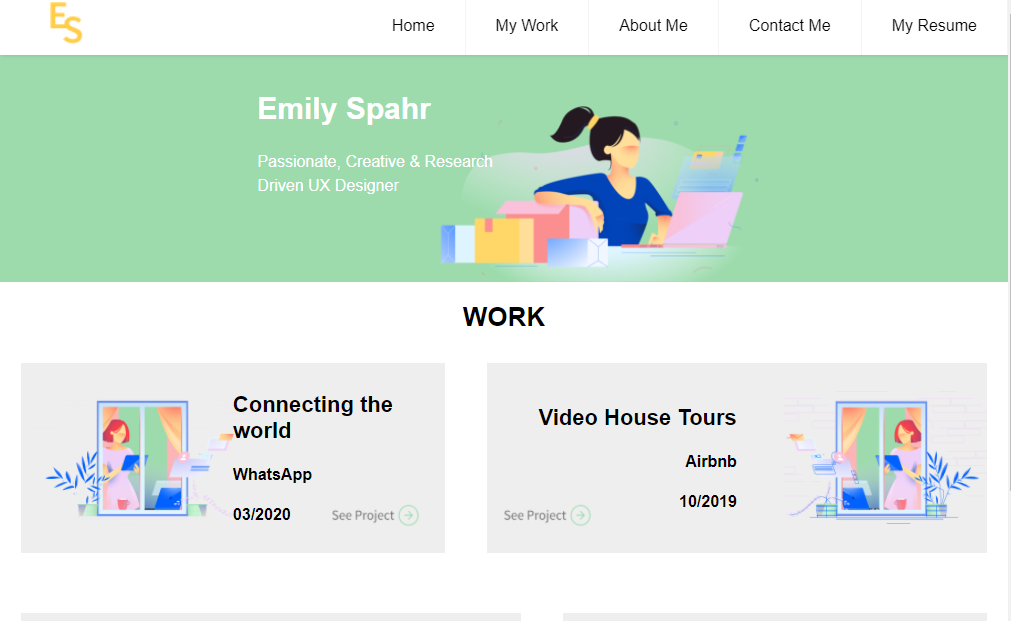 ES
Home
My Work
About Me
Contact Me
My Resume
Emily Spahr
Passionate, Creative & Research
Driven UX Designer
WORK
Connecting the
world
WhatsApp
03/2020
See Project
Video House Tours
Airbnb
10/2019
See Project